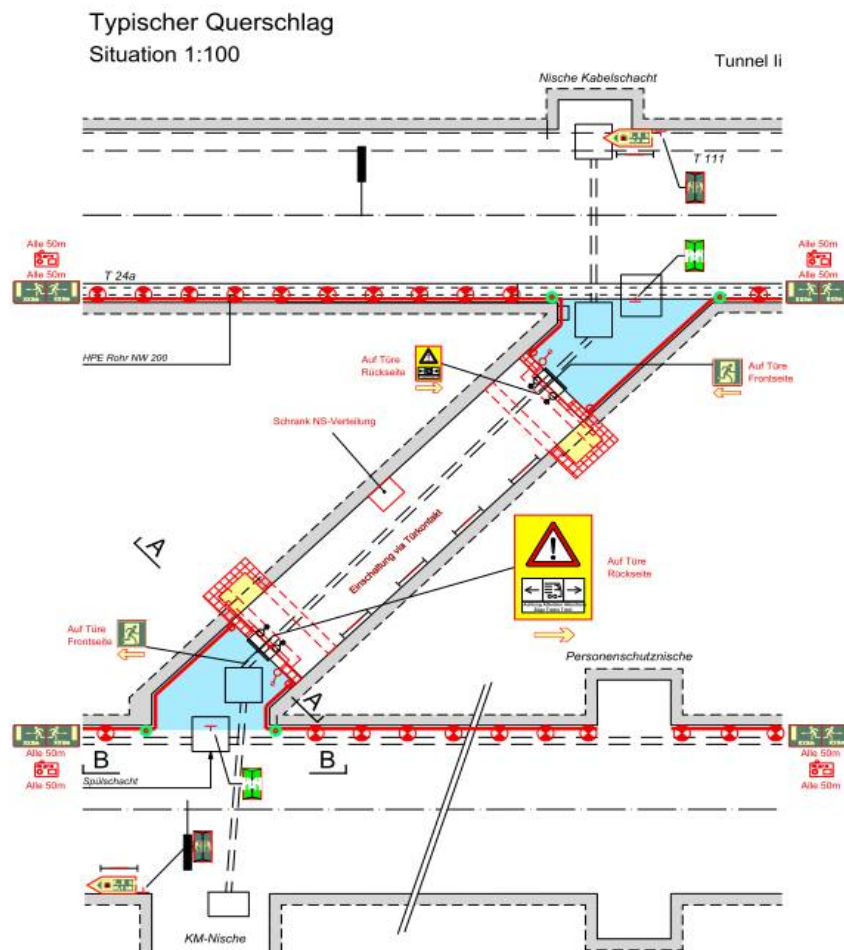 Typischer Querschlag
Situation 1:100
Tunnel li
Nische Kabelschacht
T 111
Alle 50m
Alle 50m
T 24a
Alle 50m
Alle 50m
HPE Rohr NW 200
Auf Türe
Rückseite
Auf Türe
Frontseite
Schrank NS-Verteilung
Einschaltung via Türkontakt
A
Auf Türe
Rückseite
Auf Türe
Frontseite
Personenschutznische
A
B
B
Alle 50m
Alle 50m
Spülschacht
Alle 50m
Alle 50m
KM-Nische